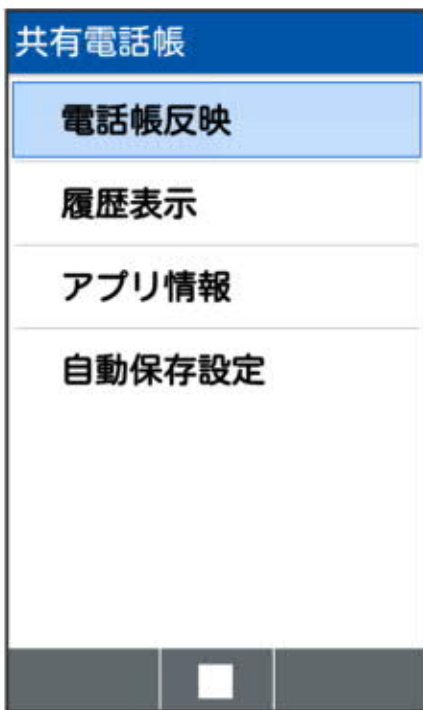 共有電話帳
電話帳反映
履歴表示
アプリ情報
自動保存設定